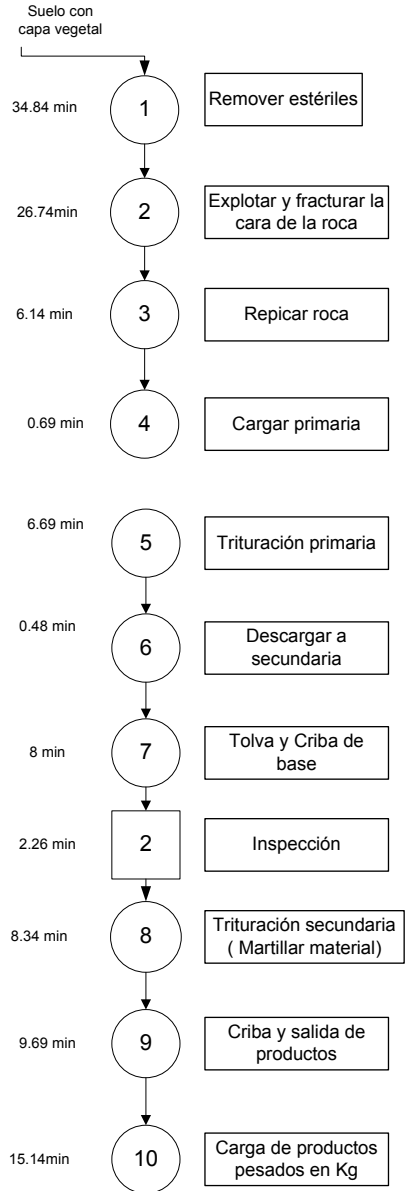 Suelo con
capa vegetal
34.84 min
1
Remover estériles
26.74min
2
Explotar y fracturar la
cara de la roca
6.14 min
3
Repicar roca
0.69 min
4
Cargar primaria
6.69 min
5
Trituración primaria
0.48 min
6
Descargar a
secundaria
8 min
7
Tolva y Criba de
base
2.26 min
2
Inspección
8.34 min
8
Trituración secundaria
( Martillar material)
9.69 min
9
Criba y salida de
productos
15.14min
10
Carga de productos
pesados en Kg